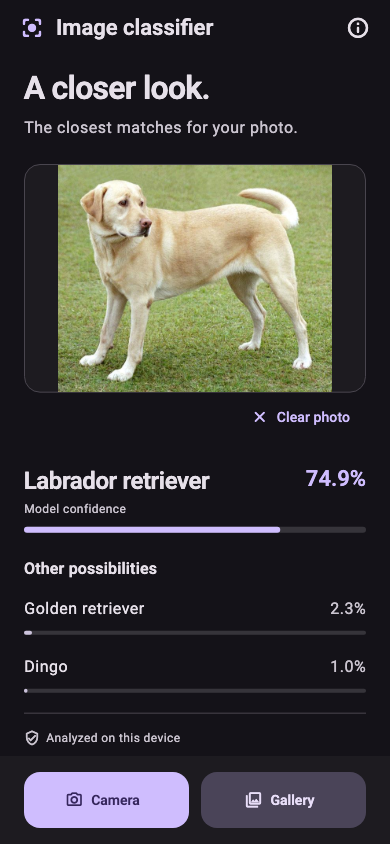 Image classifier
A closer look.
The closest matches for your photo.
Clear photo
Labrador retriever 74.9%
Model confidence
Other possibilities
Golden retriever 2.3%
Dingo 1.0%
Analyzed on this device
Camera Gallery